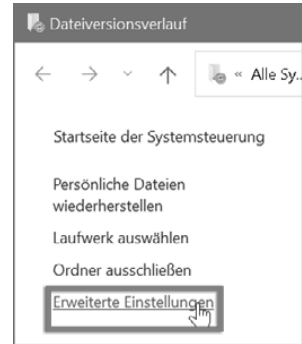 Dateiversionsverlauf
« Alle Sy..
Startseite der Systemsteuerung
Persönliche Dateien
wiederherstellen
Laufwerk auswählen
Ordner ausschließen
Erweiterte Einstellungen